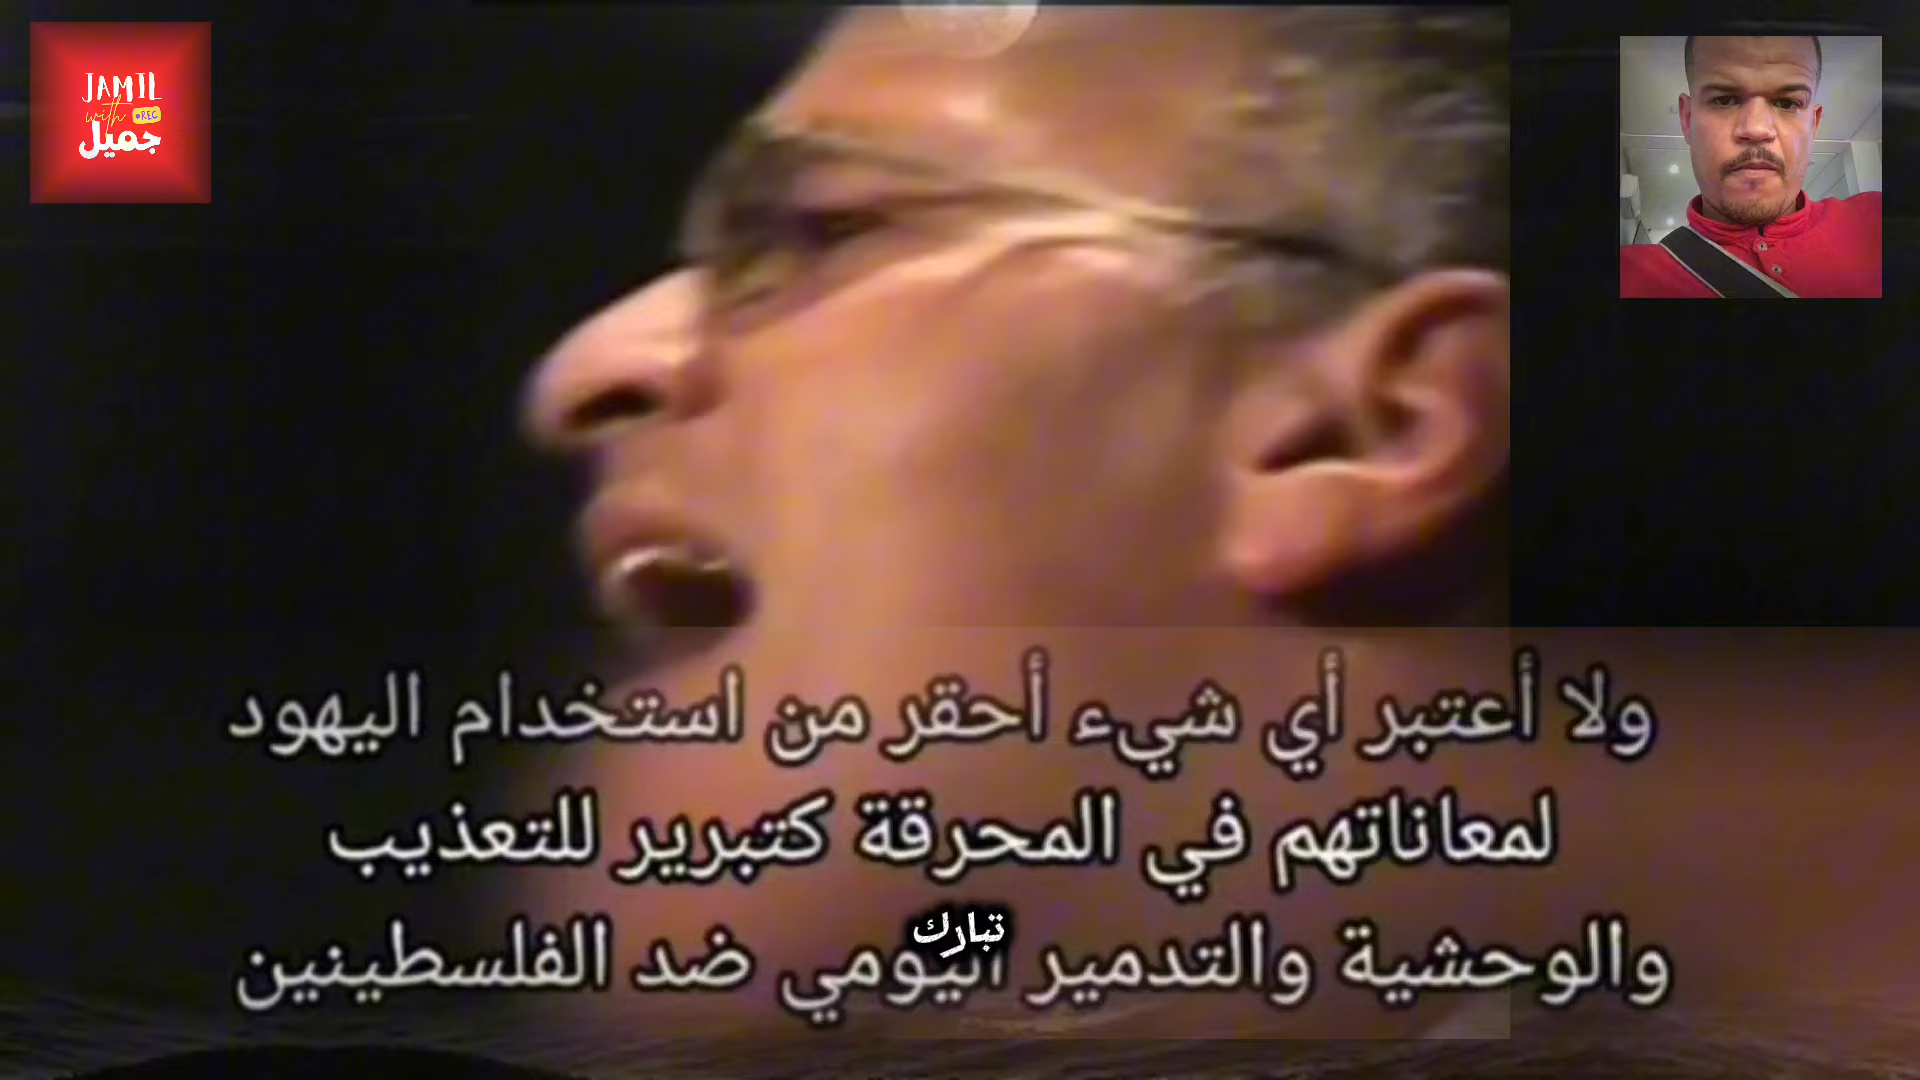 JAMIL
with REC
جميل
ولا أعتبر أي شيء أحقر من استخدام اليهود
لمعاناتهم في المحرقة كتبرير للتعذيب
تبارك
والوحشية والتدمير اليومي ضد الفلسطينيين